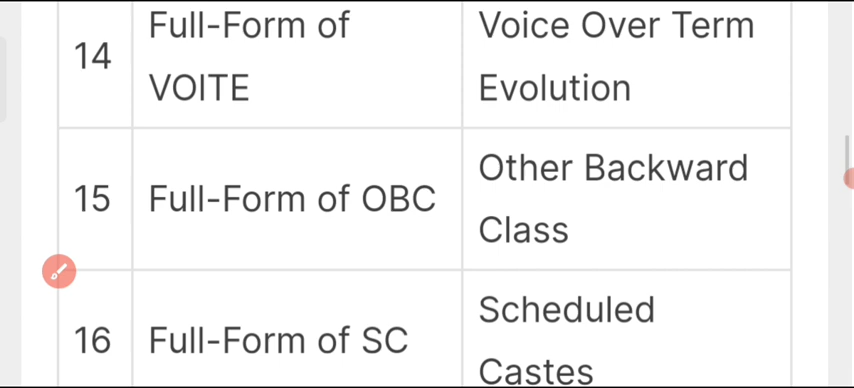 14
Full-Form of
VOITE
Voice Over Term
Evolution
15
Full-Form of OBC
Other Backward
Class
16
Full-Form of SC
Scheduled
Castes